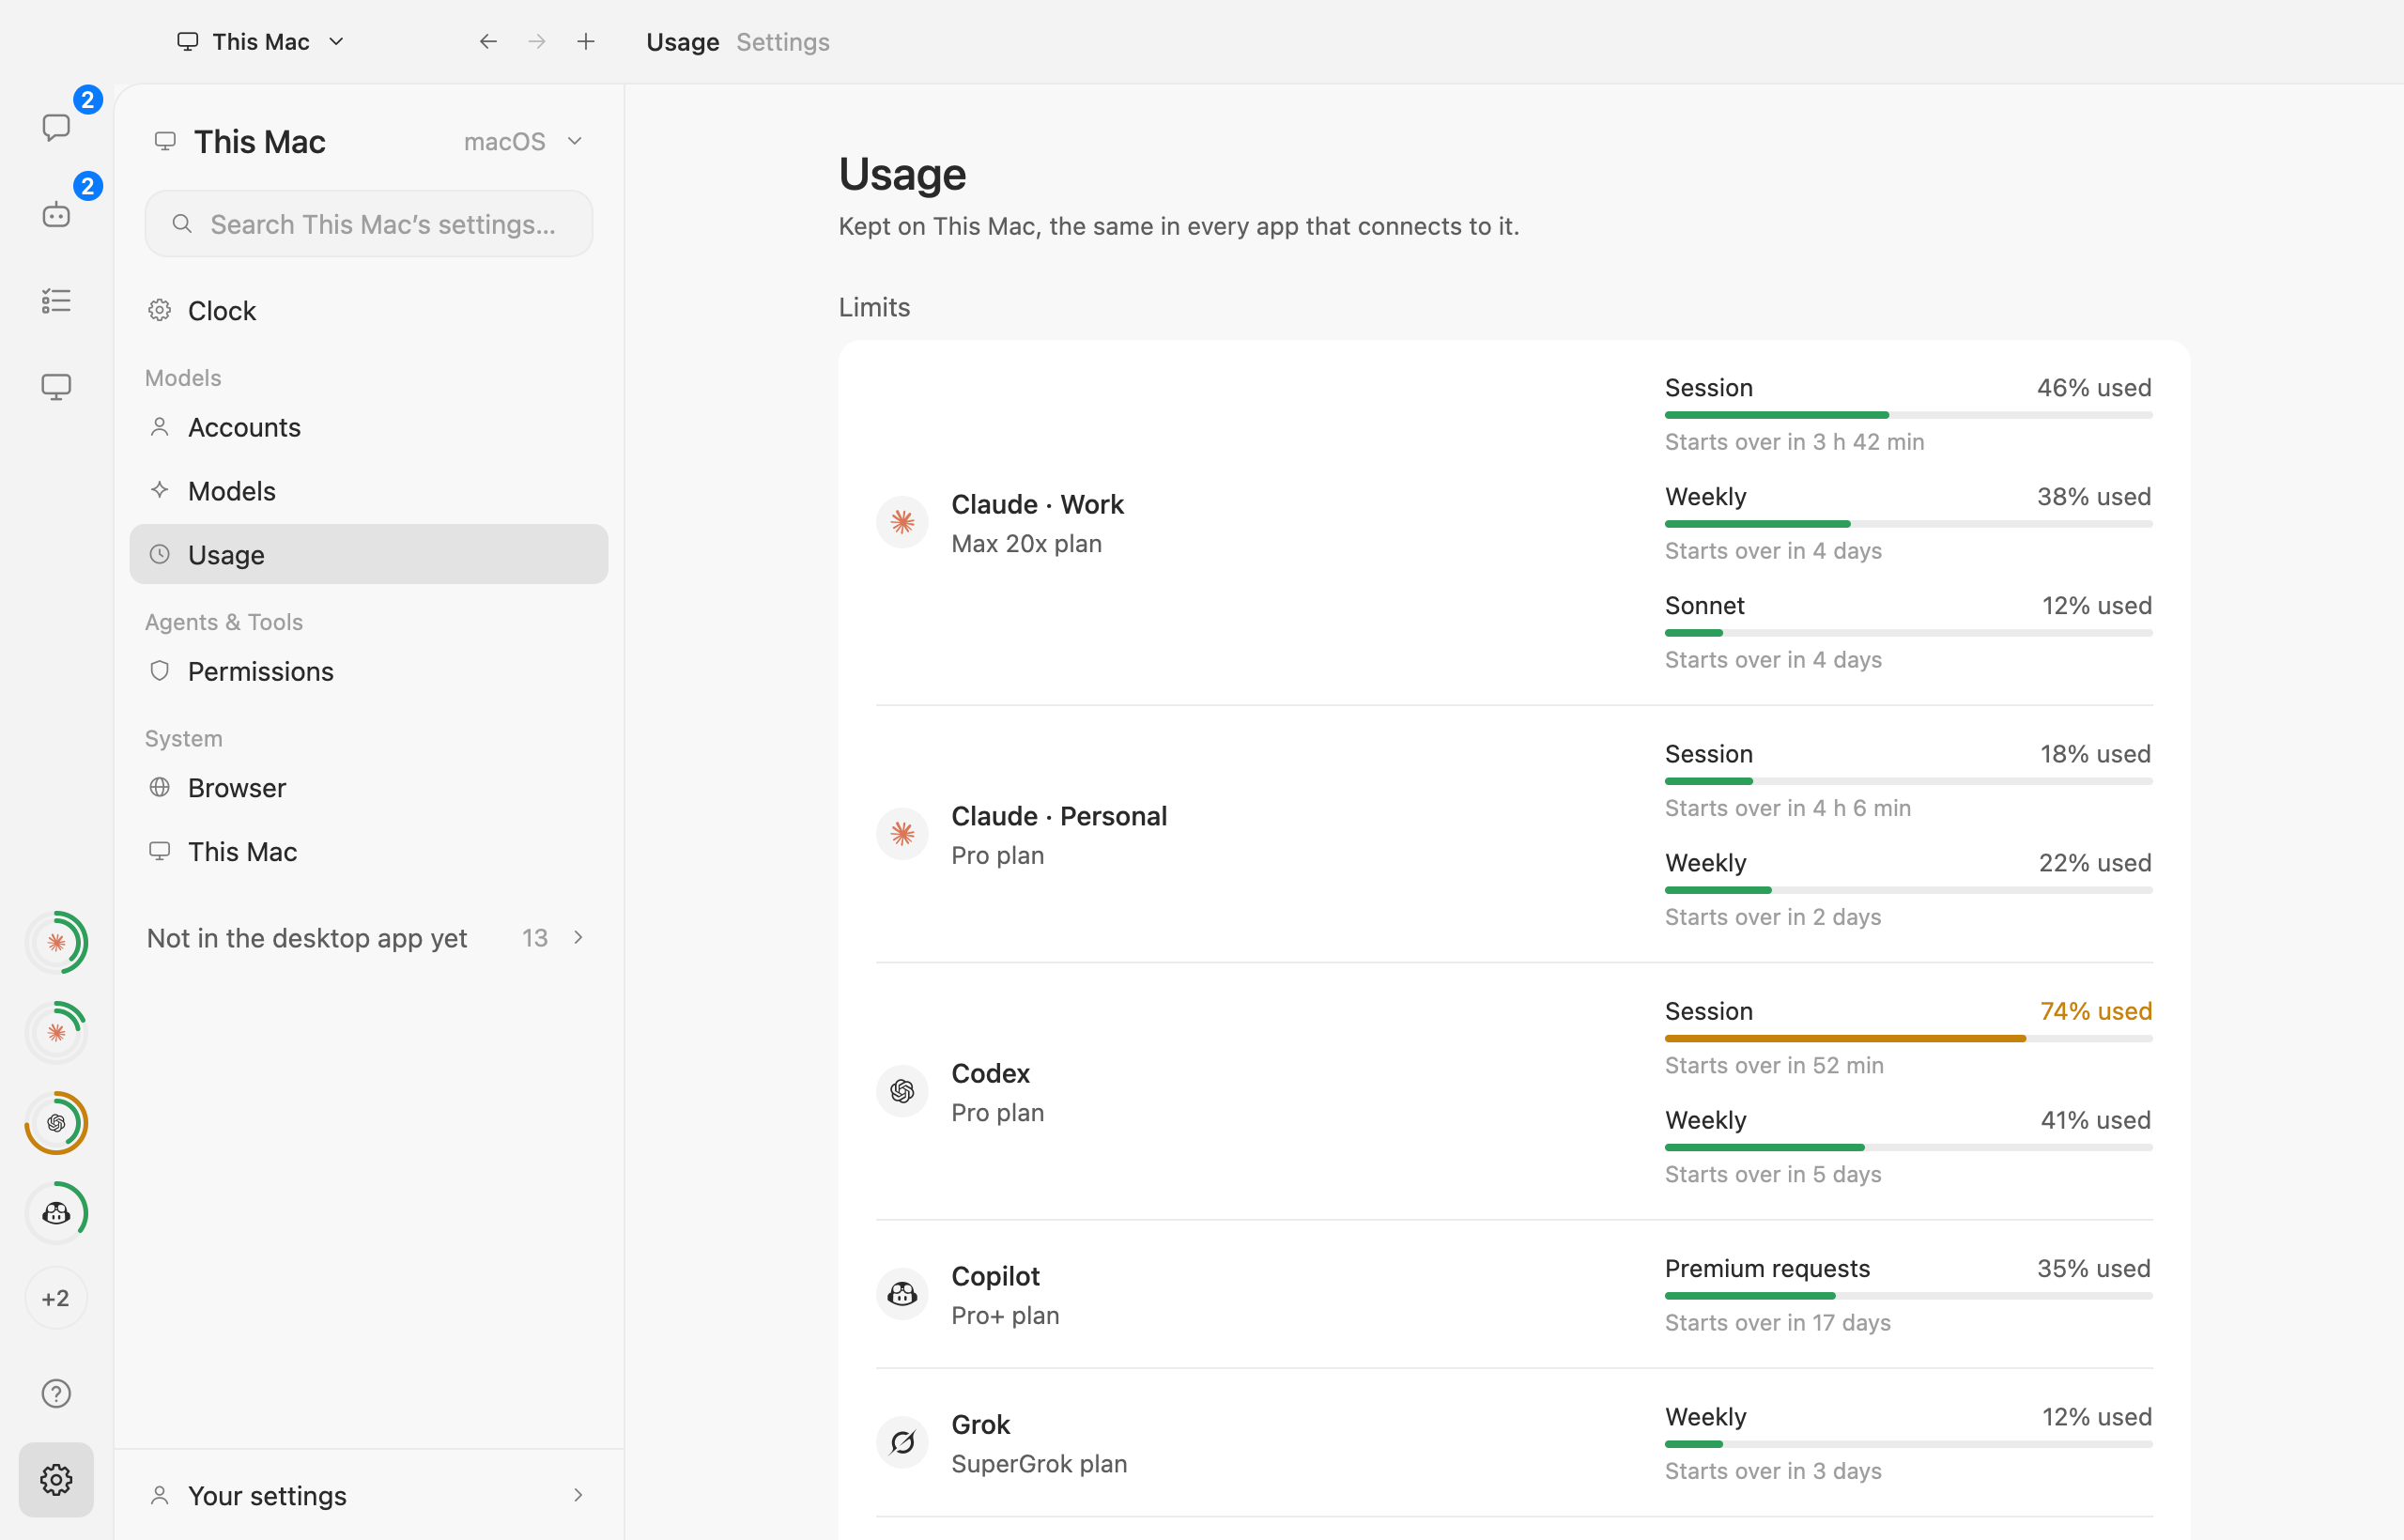 This Mac
Usage Settings
2
2
This Mac macOS
Search This Mac’s settings...
Clock
Models
Accounts
Models
Usage
Agents & Tools
Permissions
System
Browser
This Mac
Not in the desktop app yet 13
+2
Your settings
Usage
Kept on This Mac, the same in every app that connects to it.
Limits
Claude · Work
Max 20x plan
Session 46% used
Starts over in 3 h 42 min
Weekly 38% used
Starts over in 4 days
Sonnet 12% used
Starts over in 4 days
Claude · Personal
Pro plan
Session 18% used
Starts over in 4 h 6 min
Weekly 22% used
Starts over in 2 days
Codex
Pro plan
Session 74% used
Starts over in 52 min
Weekly 41% used
Starts over in 5 days
Copilot
Pro+ plan
Premium requests 35% used
Starts over in 17 days
Grok
SuperGrok plan
Weekly 12% used
Starts over in 3 days